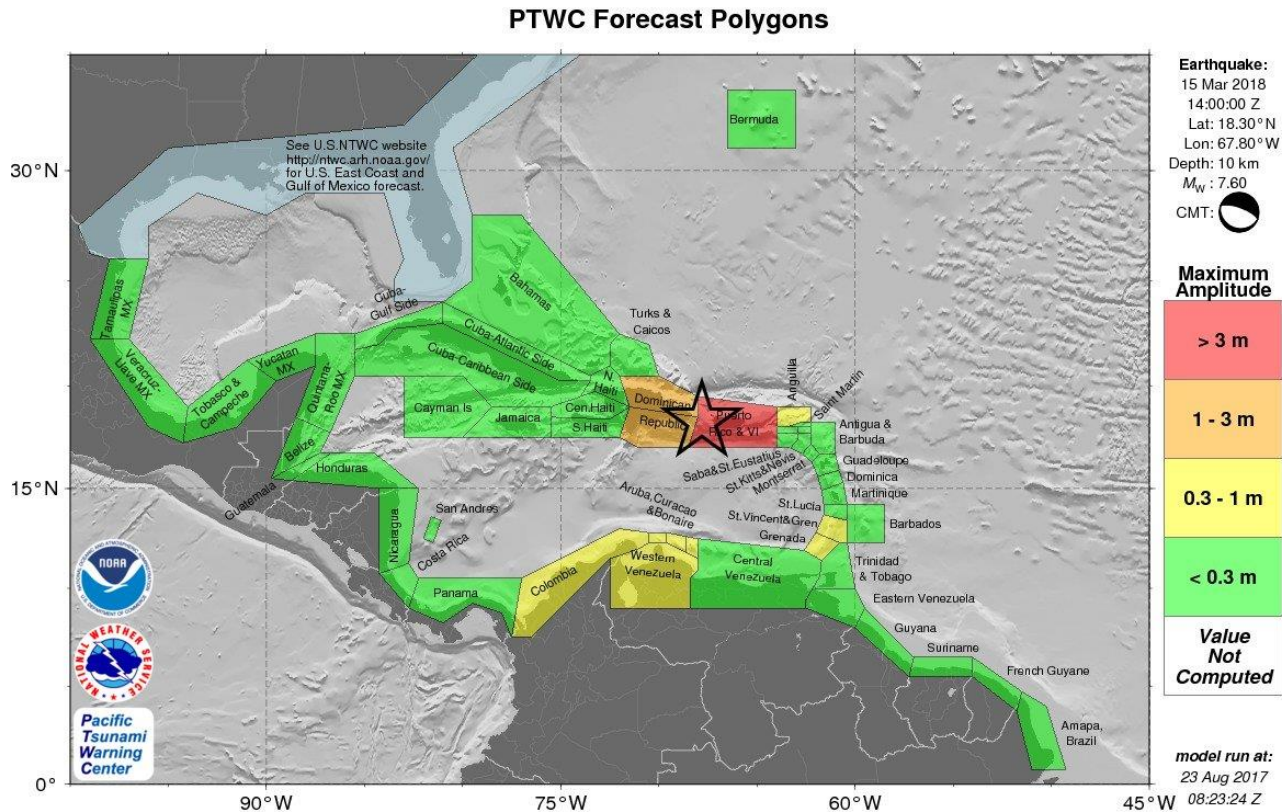 PTWC Forecast Polygons
Earthquake:
15 Mar 2018
14:00:00 Z
Lat: 18.30°N
Lon: 67.80°W
Depth: 10 km
Mw : 7.60
CMT:
Maximum
Amplitude
> 3 m
1 - 3 m
0.3 - 1 m
< 0.3 m
Value
Not
Computed
model run at:
23 Aug 2017
08:23:24 Z
30°N
15°N
0°
90°W
75°W
60°W
45°W
See U.S.NTWC website
http://ntwc.arh.noaa.gov/
for U.S. East Coast and
Gulf of Mexico forecast.
Bermuda
Tamaulipas
MX
Veracruz-
Llave MX
Tobasco &
Campeche
Yucatan
MX
Quintana-
Roo MX
Belize
Guatemala
Honduras
Nicaragua
San Andres
Costa Rica
Panama
Colombia
Cuba-
Gulf Side
Cuba-Atlantic Side
Cuba-Caribbean Side
Bahamas
Turks &
Caicos
Cayman Is
Jamaica
N.
Haiti
Cen.Haiti
S.Haiti
Dominican
Republic
Puerto
Rico & VI
Anguilla
Saint Martin
Antigua &
Barbuda
Saba&St.Eustatius
St.Kitts&Nevis
Montserrat
Guadeloupe
Dominica
Martinique
St.Lucia
St.Vincent&Gren
Barbados
Grenada
Aruba,Curacao
&Bonaire
Western
Venezuela
Central
Venezuela
Trinidad
& Tobago
Eastern Venezuela
Guyana
Suriname
French Guyane
Amapa,
Brazil
NOAA
NATIONAL WEATHER SERVICE
Pacific
Tsunami
Warning
Center